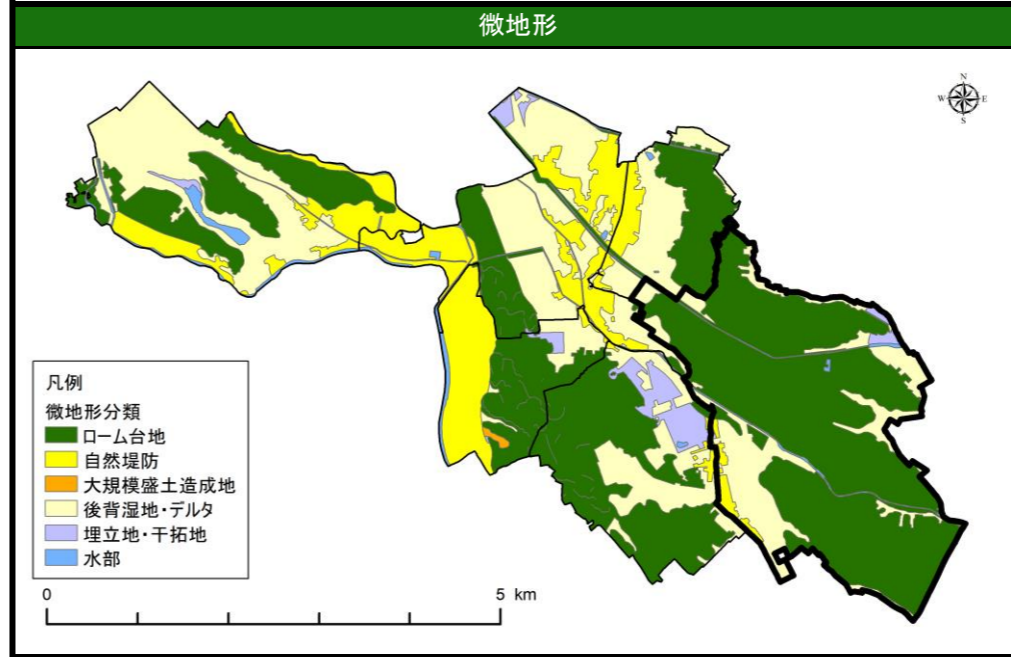 微地形
N
W E
S
凡例
微地形分類
ローム台地
自然堤防
大規模盛土造成地
後背湿地・デルタ
埋立地・干拓地
水部
0 5 km